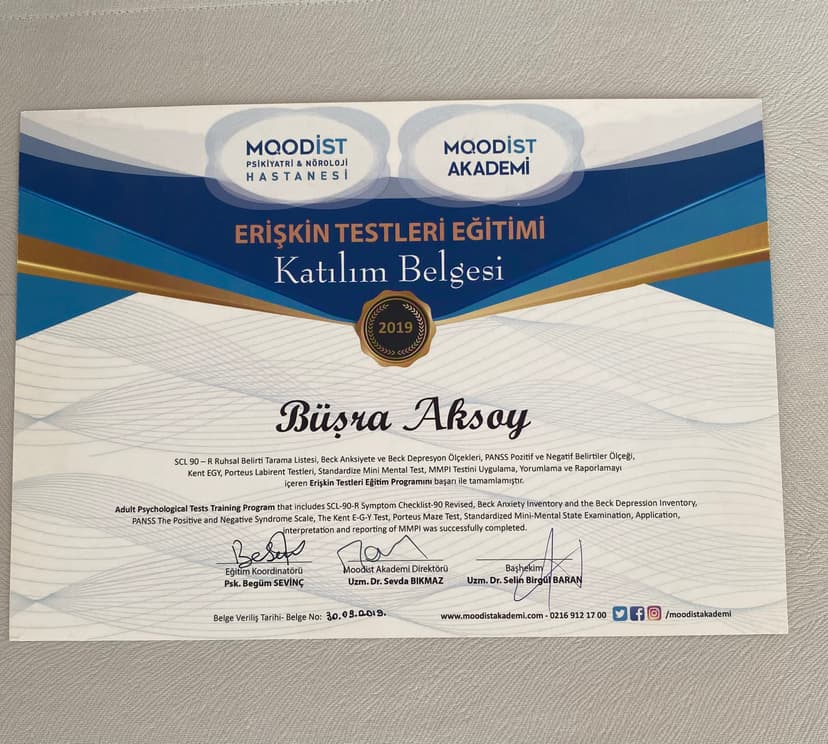 MOODİST
PSİKİYATRİ & NÖROLOJİ
HASTANESİ
MOODİST
AKADEMİ
ERİŞKİN TESTLERİ EĞİTİMİ
Katılım Belgesi
2019
Büşra Aksoy
SCL 90 – R Ruhsal Belirti Tarama Listesi, Beck Anksiyete ve Beck Depresyon Ölçekleri, PANSS Pozitif ve Negatif Belirtiler Ölçeği,
Kent EGY, Porteus Labirent Testleri, Standardize Mini Mental Test, MMPI Testini Uygulama, Yorumlama ve Raporlamayı
içeren Erişkin Testleri Eğitim Programını başarı ile tamamlamıştır.
Adult Psychological Tests Training Program that includes SCL-90-R Symptom Checklist-90 Revised, Beck Anxiety Inventory and the Beck Depression Inventory,
PANSS The Positive and Negative Syndrome Scale, The Kent E-G-Y Test, Porteus Maze Test, Standardized Mini-Mental State Examination, Application,
interpretation and reporting of MMPI was successfully completed.
Eğitim Koordinatörü
Psk. Begüm SEVİNÇ
Moodist Akademi Direktörü
Uzm. Dr. Sevda BIKMAZ
Başhekim
Uzm. Dr. Selin Birgül BARAN
Belge Veriliş Tarihi- Belge No: 30.09.2019.
www.moodistakademi.com - 0216 912 17 00 /moodistakademi